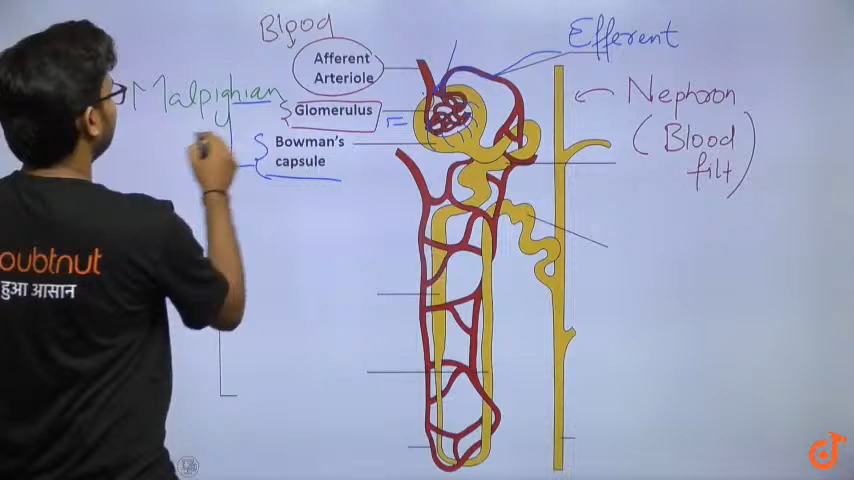 Blood
Afferent
Arteriole
Efferent
Malpighian
Glomerulus
Nephron
Bowman's
capsule
(Blood
filt)
oubtnut
हुआ आसान